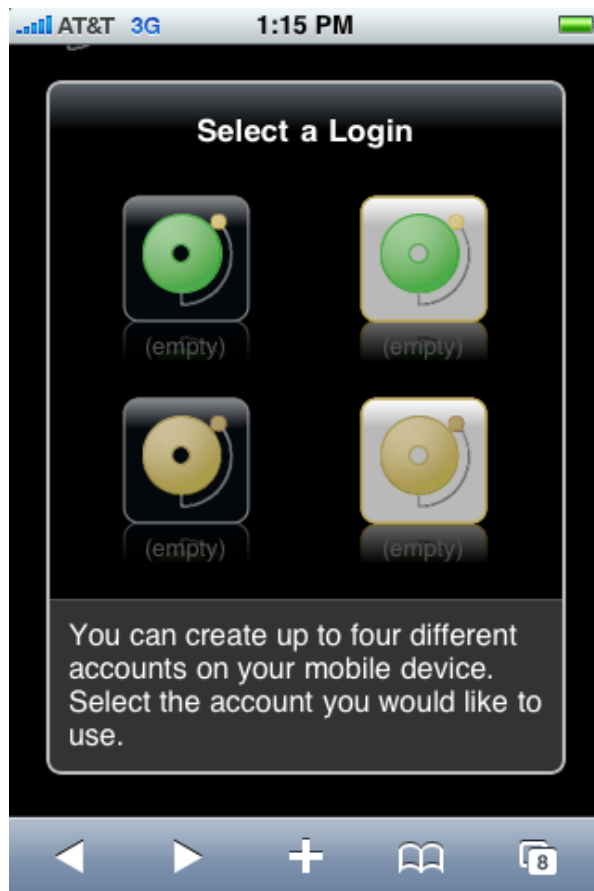 AT&T 3G 1:15 PM
Select a Login
(empty) (empty)
(empty) (empty)
You can create up to four different
accounts on your mobile device.
Select the account you would like to
use.
8